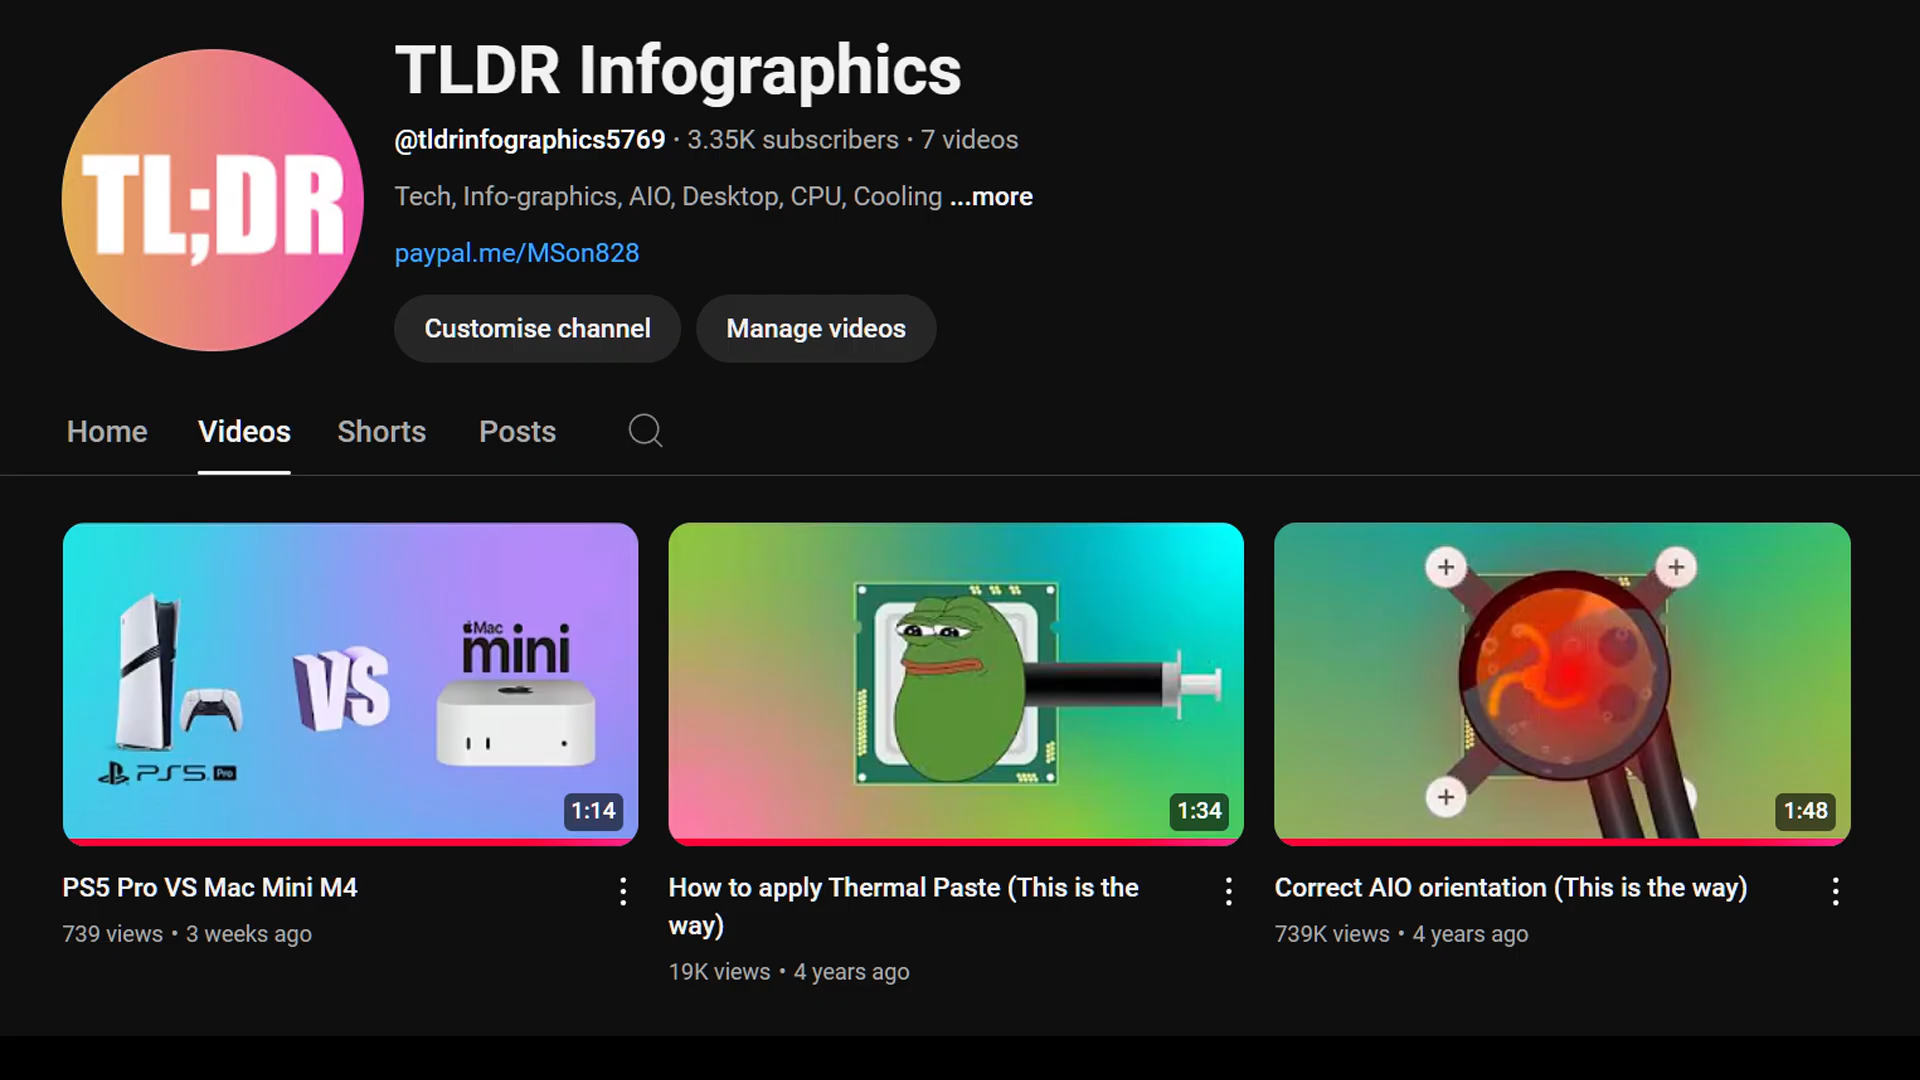 TL;DR
TLDR Infographics
@tldrinfographics5769 · 3.35K subscribers · 7 videos
Tech, Info-graphics, AIO, Desktop, CPU, Cooling ...more
paypal.me/MSon828
Customise channel
Manage videos
Home
Videos
Shorts
Posts
VS
Mac
mini
PS5 Pro
1:14
1:34
1:48
PS5 Pro VS Mac Mini M4
739 views • 3 weeks ago
How to apply Thermal Paste (This is the
way)
19K views • 4 years ago
Correct AIO orientation (This is the way)
739K views • 4 years ago